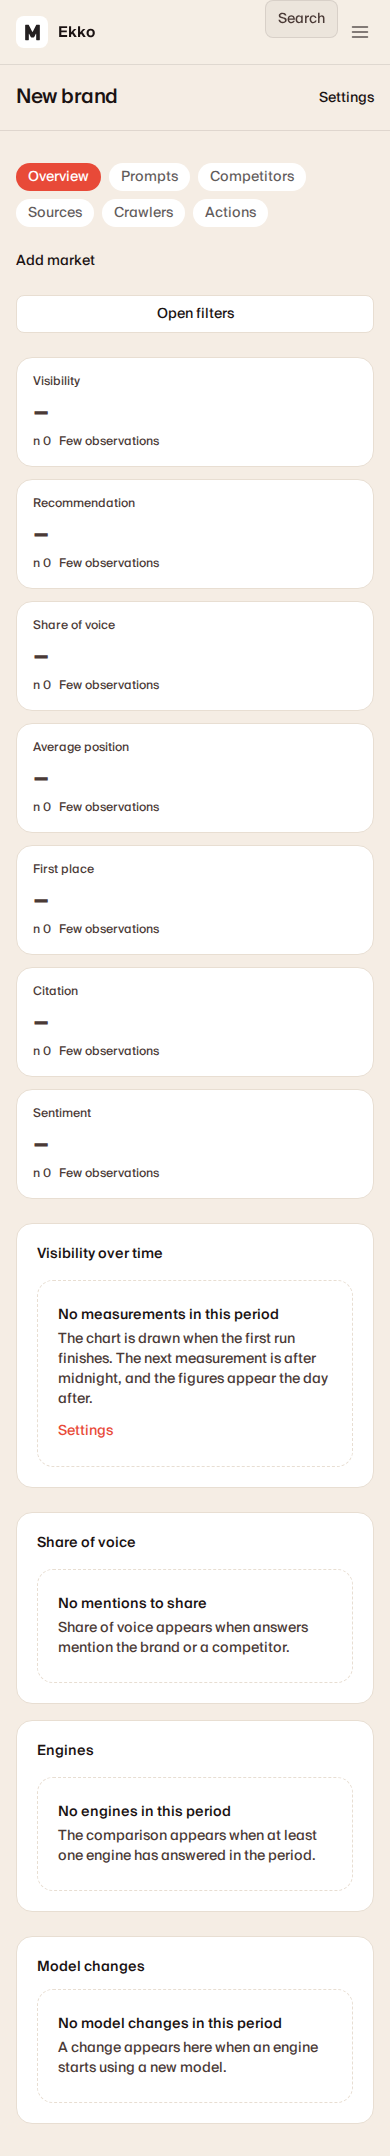 M Ekko
Search
New brand
Settings
Overview Prompts Competitors
Sources Crawlers Actions
Add market
Open filters
Visibility
–
n 0 Few observations
Recommendation
–
n 0 Few observations
Share of voice
–
n 0 Few observations
Average position
–
n 0 Few observations
First place
–
n 0 Few observations
Citation
–
n 0 Few observations
Sentiment
–
n 0 Few observations
Visibility over time
No measurements in this period
The chart is drawn when the first run
finishes. The next measurement is after
midnight, and the figures appear the day
after.
Settings
Share of voice
No mentions to share
Share of voice appears when answers
mention the brand or a competitor.
Engines
No engines in this period
The comparison appears when at least
one engine has answered in the period.
Model changes
No model changes in this period
A change appears here when an engine
starts using a new model.